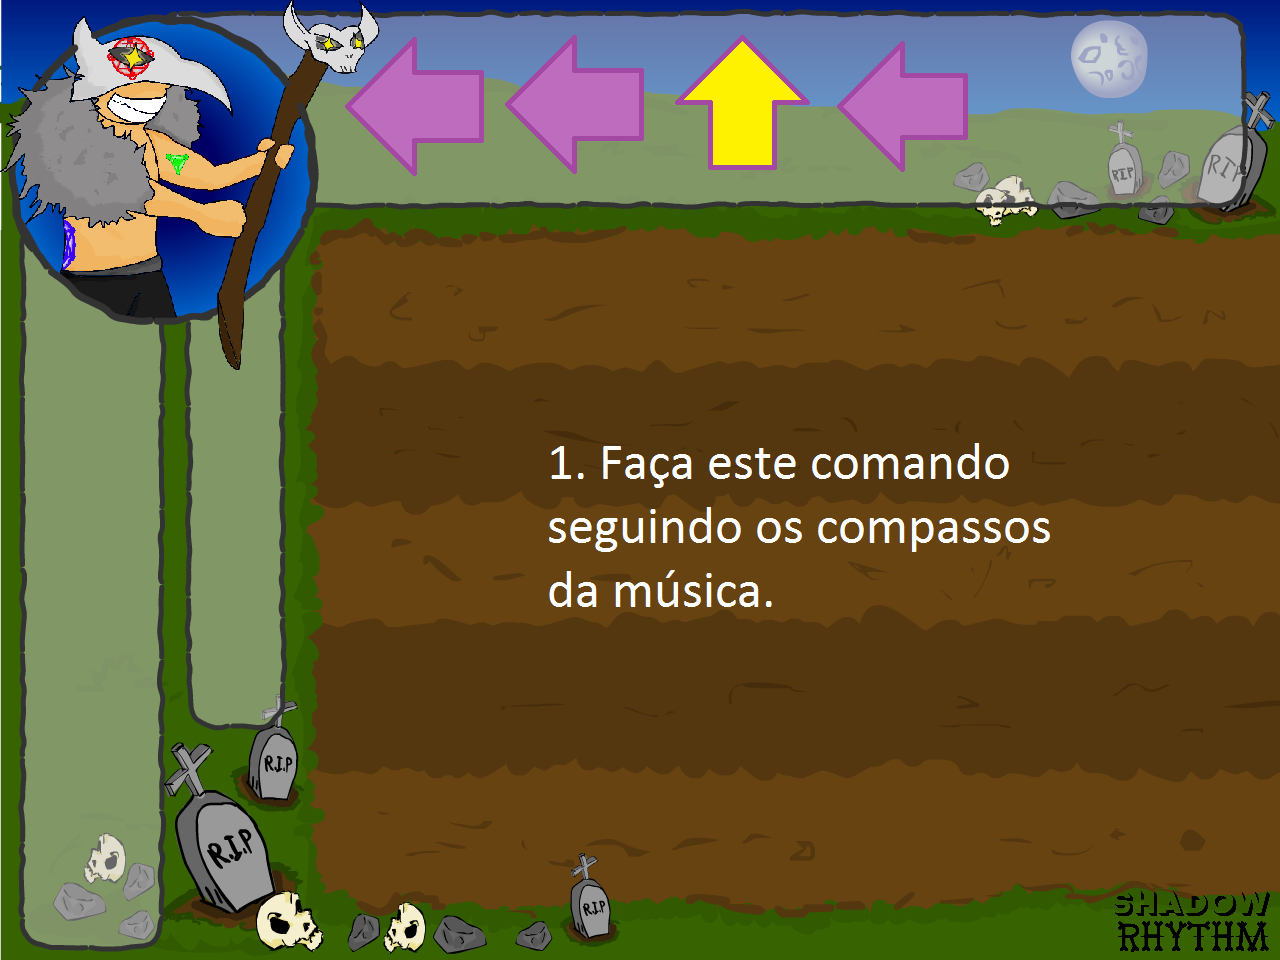 RIP
RIP
1. Faça este comando
seguindo os compassos
da música.
R.I.P
R.I.P
R.I.P
SHADOW
RHYTHM